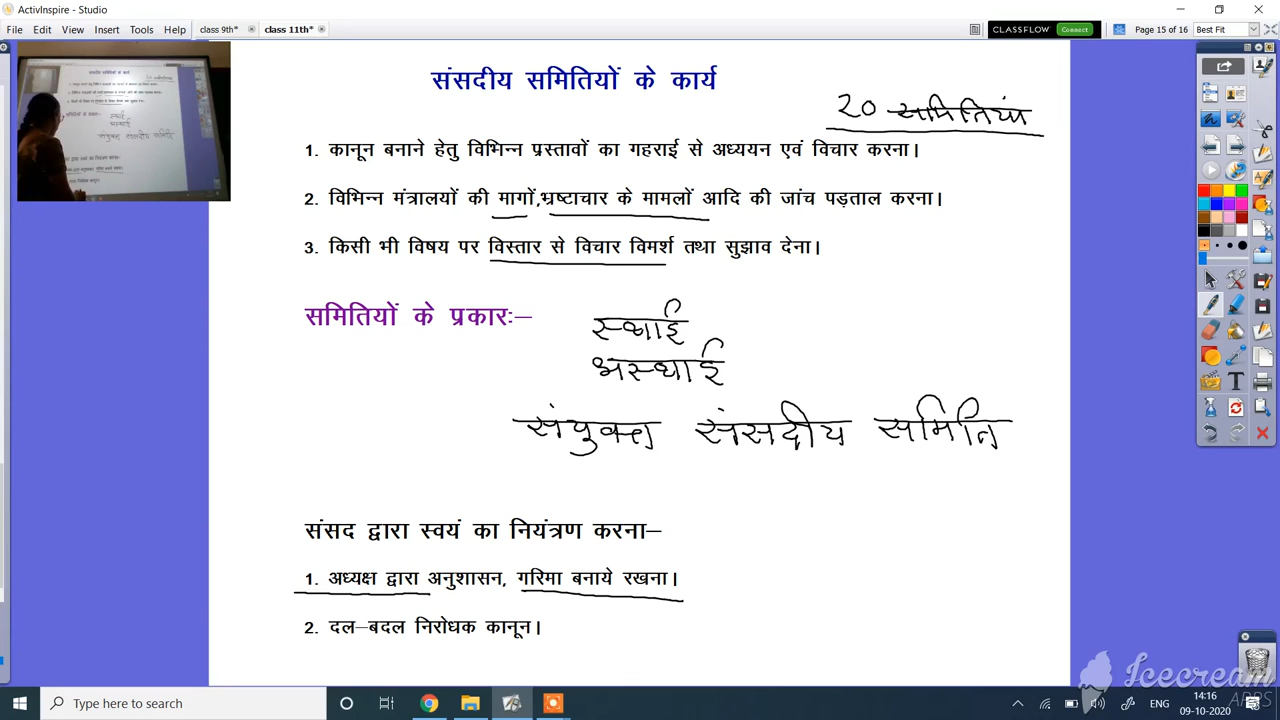 ActivInspire - Studio
File Edit View Insert Tools Help
class 9th*
class 11th*
CLASSFLOW Connect
Page 15 of 16
Best Fit
संसदीय समितियों के कार्य
२० समितियां
1. कानून बनाने हेतु विभिन्न प्रस्तावों का गहराई से अध्ययन एवं विचार करना।
2. विभिन्न मंत्रालयों की मागों,भ्रष्टाचार के मामलों आदि की जांच पड़ताल करना।
3. किसी भी विषय पर विस्तार से विचार विमर्श तथा सुझाव देना।
समितियों के प्रकारः–
स्थाई
अस्थाई
संयुक्त संसदीय समिति
संसद द्वारा स्वयं का नियंत्रण करना–
1. अध्यक्ष द्वारा अनुशासन, गरिमा बनाये रखना।
2. दल–बदल निरोधक कानून।
Icecream
APPS
Type here to search
ENG
14:16
09-10-2020